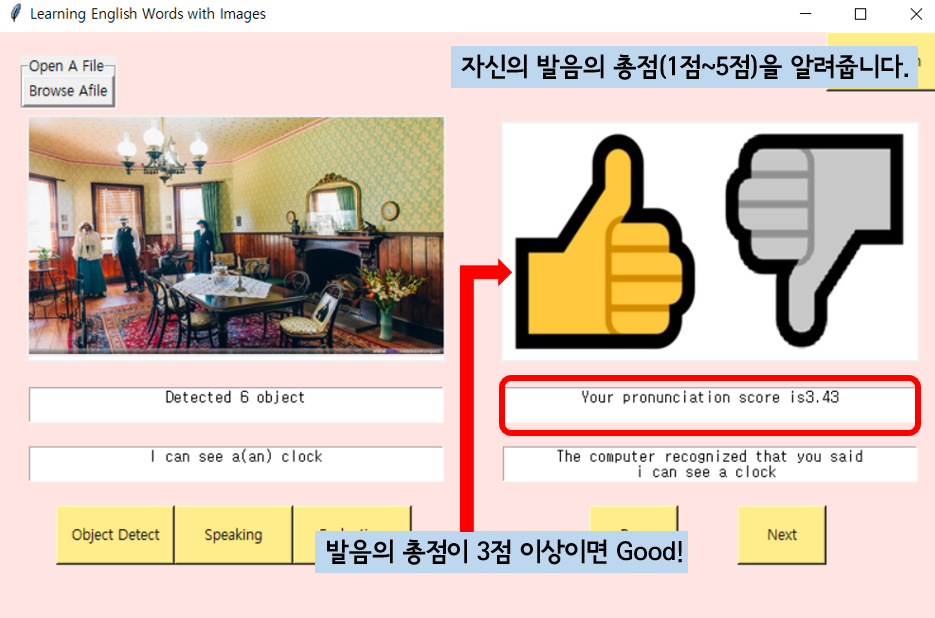 Learning English Words with Images
자신의 발음의 총점(1점~5점)을 알려줍니다.
Open A File
Browse Afile
Detected 6 object
Your pronunciation score is3.43
I can see a(an) clock
The computer recognized that you said
i can see a clock
Object Detect
Speaking
Next
발음의 총점이 3점 이상이면 Good!